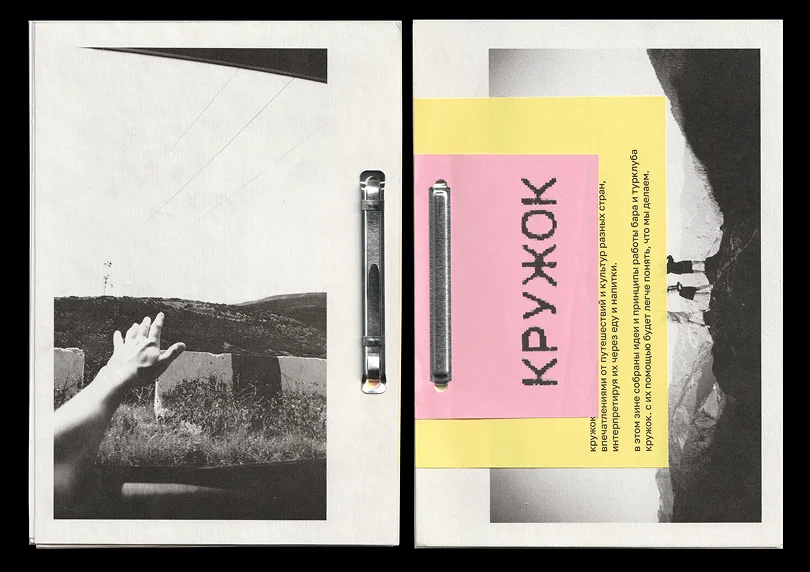 КРУЖОК
кружок
впечатлениями от путешествий и культур разных стран,
интерпретируя их через еду и напитки.
в этом зине собраны идеи и принципы работы бара и турклуба
кружок. с их помощью будет легче понять, что мы делаем.